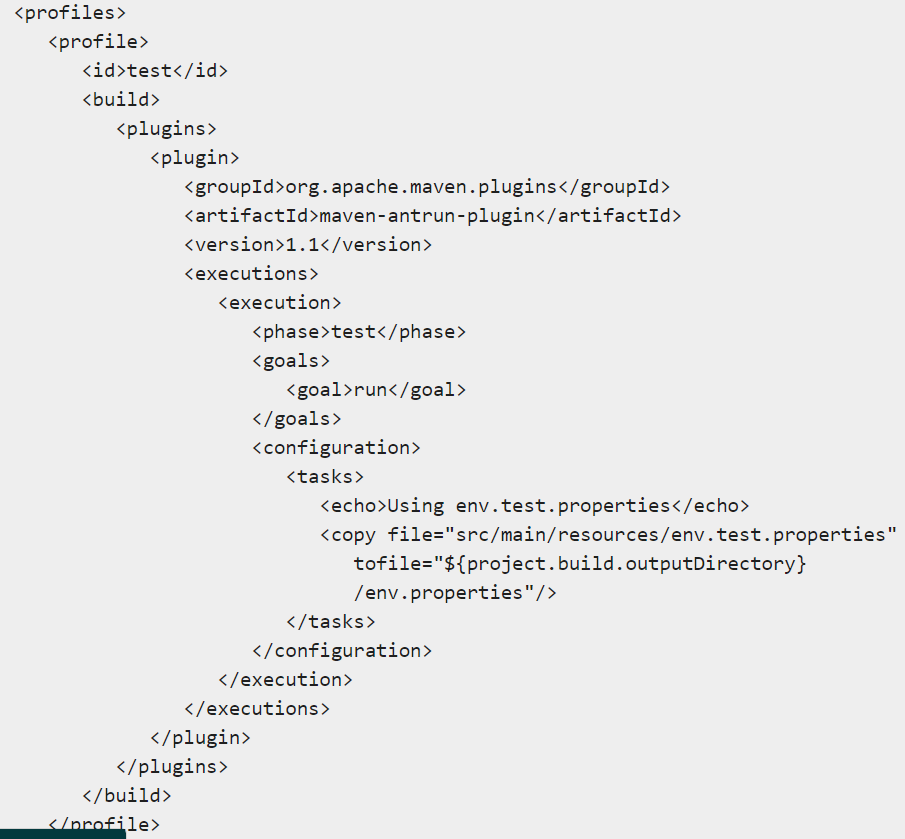 <profiles>
<profile>
<id>test</id>
<build>
<plugins>
<plugin>
<groupId>org.apache.maven.plugins</groupId>
<artifactId>maven-antrun-plugin</artifactId>
<version>1.1</version>
<executions>
<execution>
<phase>test</phase>
<goals>
<goal>run</goal>
</goals>
<configuration>
<tasks>
<echo>Using env.test.properties</echo>
<copy file="src/main/resources/env.test.properties"
tofile="${project.build.outputDirectory}
/env.properties"/>
</tasks>
</configuration>
</execution>
</executions>
</plugin>
</plugins>
</build>
</profile>